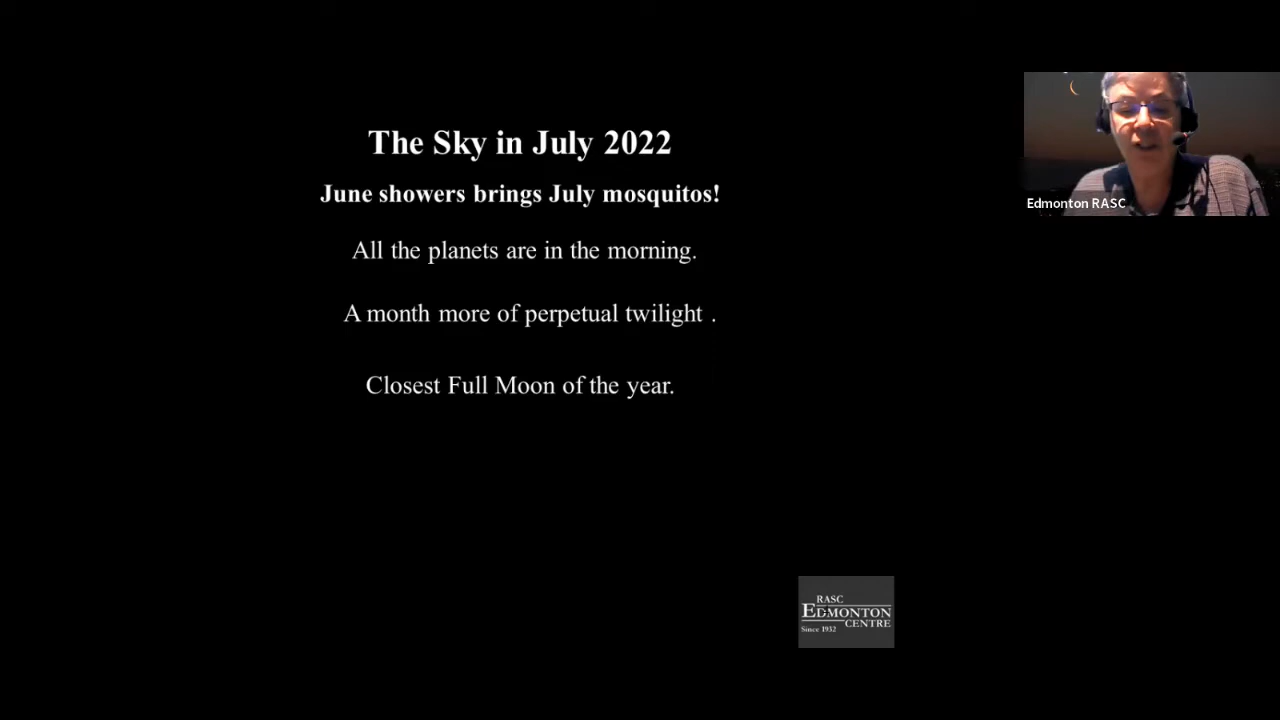 The Sky in July 2022
June showers brings July mosquitos!
All the planets are in the morning.
A month more of perpetual twilight .
Closest Full Moon of the year.
Edmonton RASC
RASC
EDMONTON
CENTRE
Since 1932